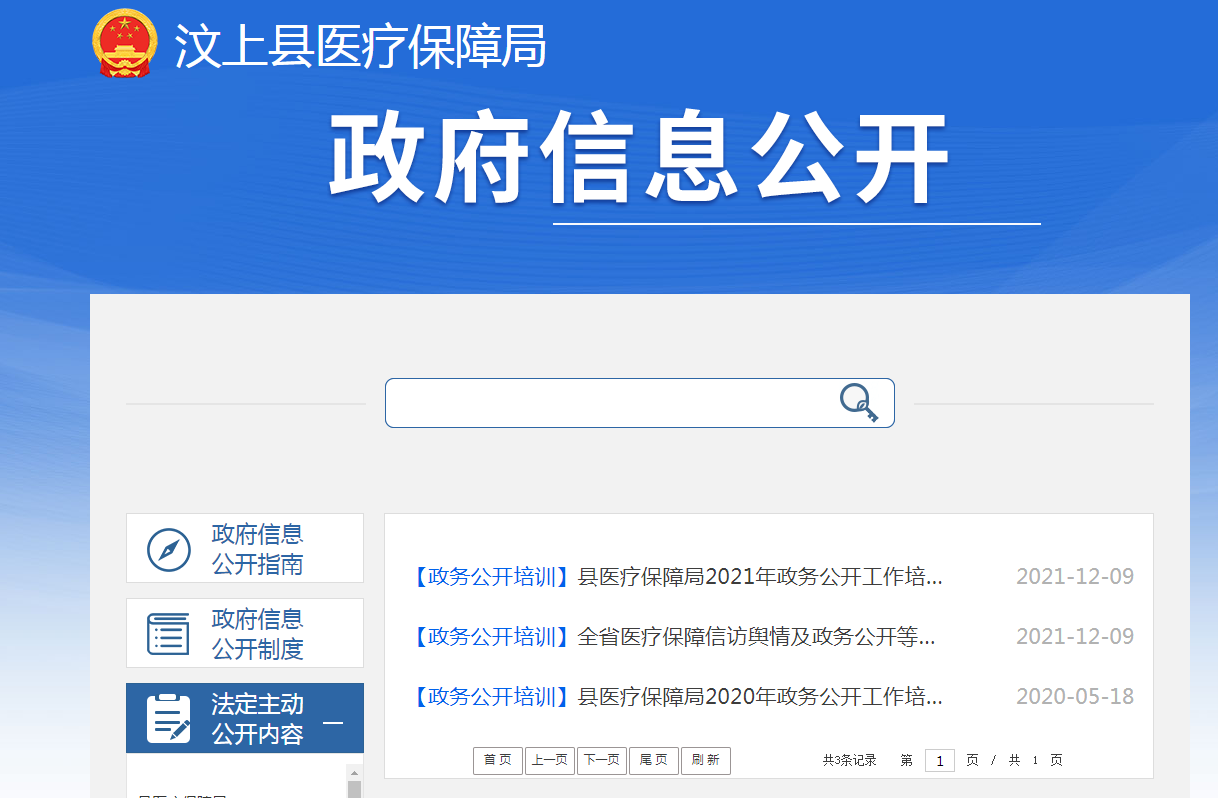 汶上县医疗保障局
政府信息公开
政府信息
公开指南
政府信息
公开制度
法定主动
公开内容
【政务公开培训】县医疗保障局2021年政务公开工作培... 2021-12-09
【政务公开培训】全省医疗保障信访舆情及政务公开等... 2021-12-09
【政务公开培训】县医疗保障局2020年政务公开工作培... 2020-05-18
首页 上一页 下一页 尾页 刷新 共3条记录 第 1 页 / 共 1 页